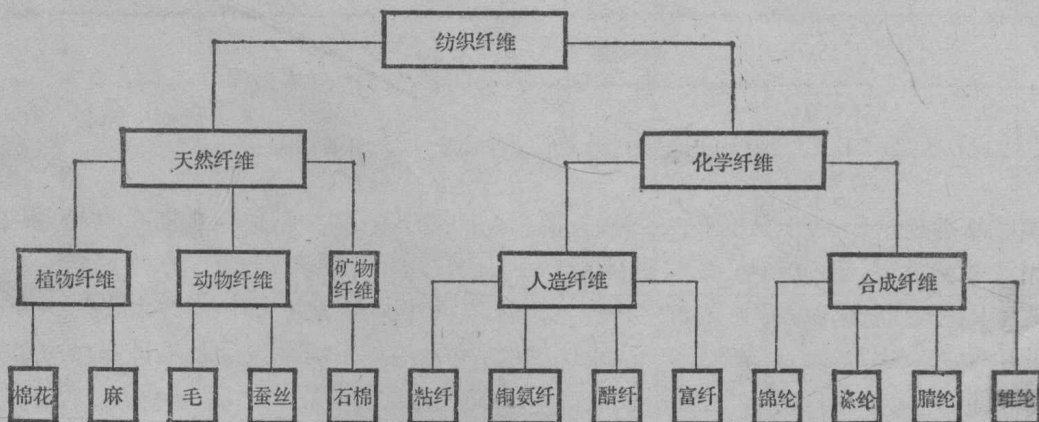 纺织纤维
天然纤维
化学纤维
植物纤维
动物纤维
矿物
纤维
人造纤维
合成纤维
棉花
麻
毛
蚕丝
石棉
粘纤
铜氨纤
醋纤
富纤
锦纶
涤纶
腈纶
维纶